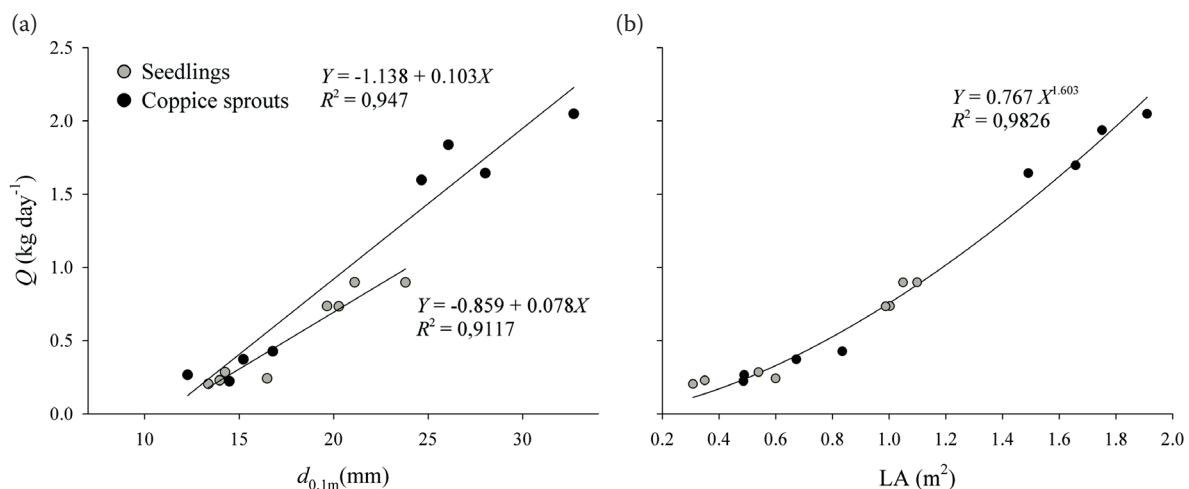 (a)
2.5
2.0
1.5
1.0
0.5
0.0
Q (kg day⁻¹)
Seedlings
Coppice sprouts
Y = -1.138 + 0.103X
R² = 0,947
Y = -0.859 + 0.078X
R² = 0,9117
10 15 20 25 30
d₀.₁ₘ(mm)
(b)
Y = 0.767 X¹·⁶⁰³
R² = 0,9826
0.2 0.4 0.6 0.8 1.0 1.2 1.4 1.6 1.8 2.0
LA (m²)